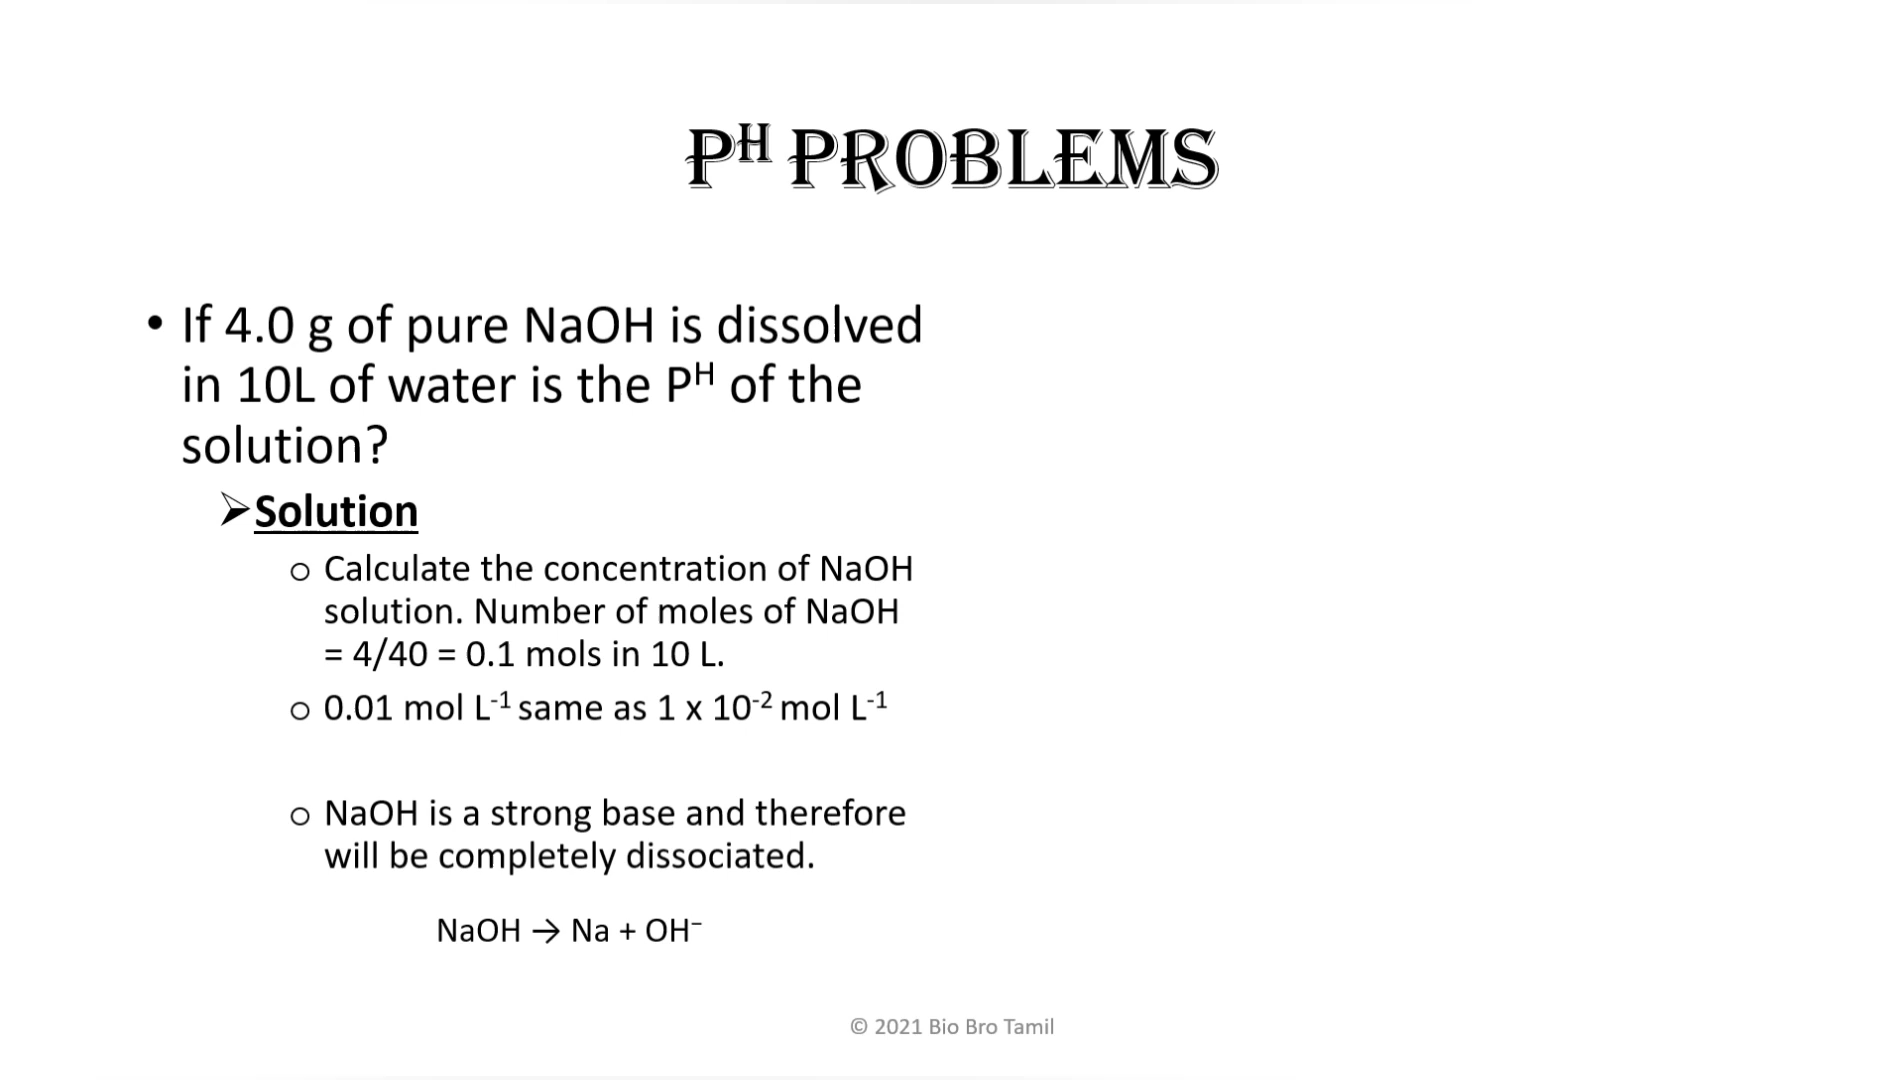 PH PROBLEMS
• If 4.0 g of pure NaOH is dissolved
in 10L of water is the Pᴴ of the
solution?
➢Solution
o Calculate the concentration of NaOH
solution. Number of moles of NaOH
= 4/40 = 0.1 mols in 10 L.
o 0.01 mol L⁻¹ same as 1 x 10⁻² mol L⁻¹
o NaOH is a strong base and therefore
will be completely dissociated.
NaOH → Na + OH⁻
© 2021 Bio Bro Tamil